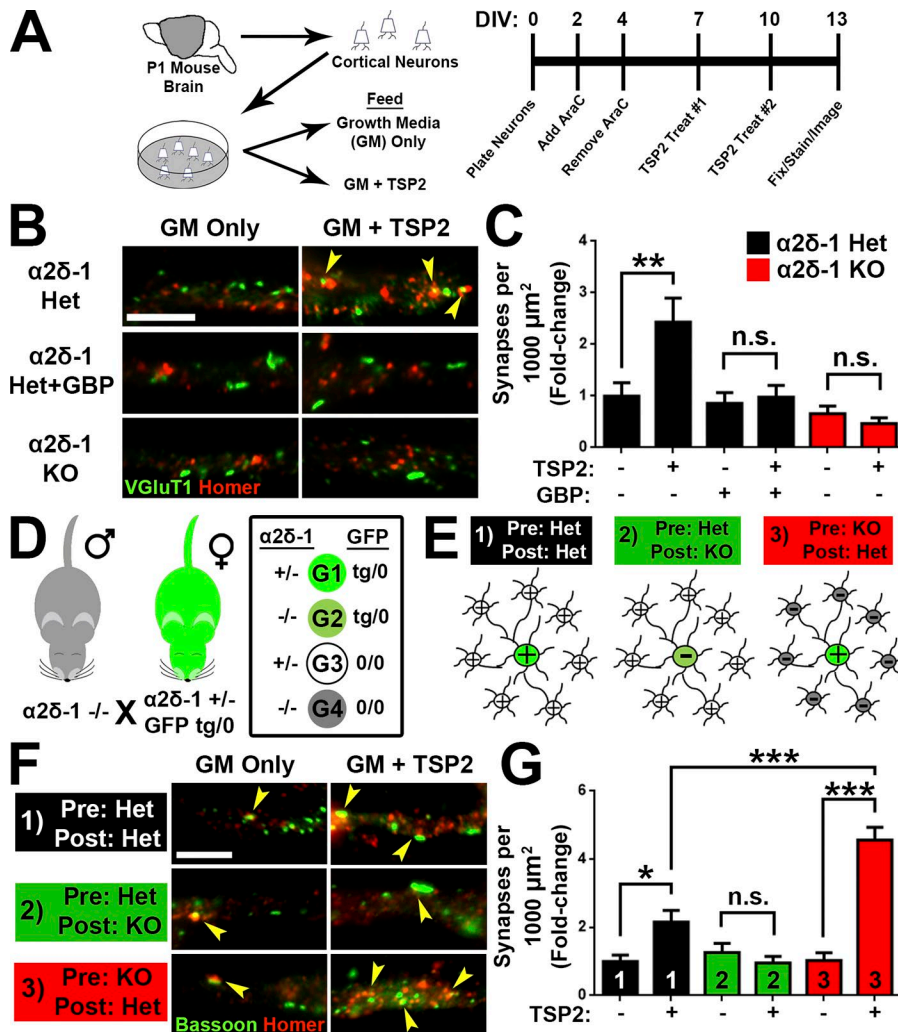 A
P1 Mouse
Brain
Cortical Neurons
Feed
Growth Media
(GM) Only
GM + TSP2
DIV: 0 2 4 7 10 13
Plate Neurons
Add AraC
Remove AraC
TSP2 Treat #1
TSP2 Treat #2
Fix/Stain/Image
B
GM Only GM + TSP2
α2δ-1
Het
α2δ-1
Het+GBP
α2δ-1
KO
VGluT1 Homer
C
α2δ-1 Het
α2δ-1 KO
Synapses per
1000 µm²
(Fold-change)
4
3
2
1
0
**
n.s.
n.s.
TSP2: - + - + - +
GBP: - - + + - -
D
♂ ♀
α2δ-1 -/- X α2δ-1 +/-
GFP tg/0
α2δ-1 GFP
+/- G1 tg/0
-/- G2 tg/0
+/- G3 0/0
-/- G4 0/0
E
1) Pre: Het
Post: Het
2) Pre: Het
Post: KO
3) Pre: KO
Post: Het
F
GM Only GM + TSP2
1) Pre: Het
Post: Het
2) Pre: Het
Post: KO
3) Pre: KO
Post: Het
Bassoon Homer
G
Synapses per
1000 µm²
(Fold-change)
6
4
2
0
***
***
*
n.s.
1 1 2 2 3 3
TSP2: - + - + - +